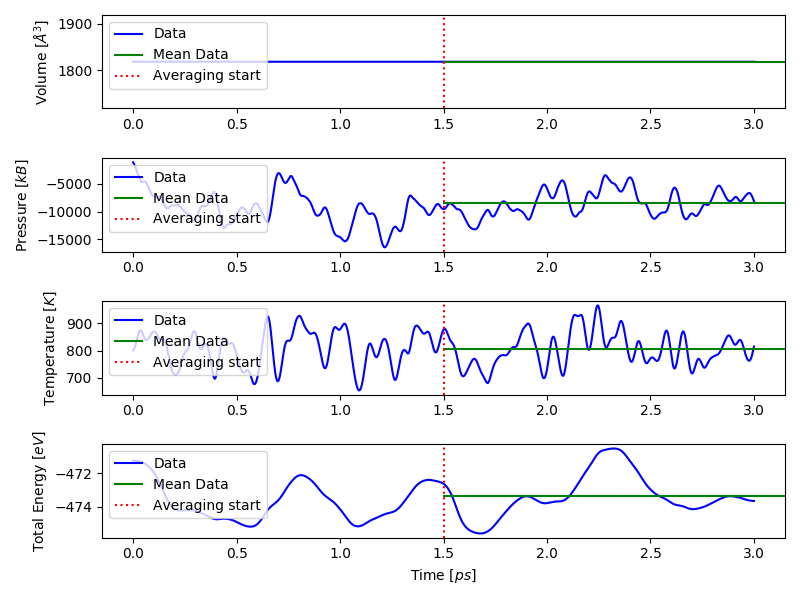 Volume [Å³]
1900
1800
Data
Mean Data
Averaging start
0.0 0.5 1.0 1.5 2.0 2.5 3.0
Pressure [kB]
−5000
−10000
−15000
Data
Mean Data
Averaging start
0.0 0.5 1.0 1.5 2.0 2.5 3.0
Temperature [K]
900
800
700
Data
Mean Data
Averaging start
0.0 0.5 1.0 1.5 2.0 2.5 3.0
Total Energy [eV]
−472
−474
Data
Mean Data
Averaging start
0.0 0.5 1.0 1.5 2.0 2.5 3.0
Time [ps]